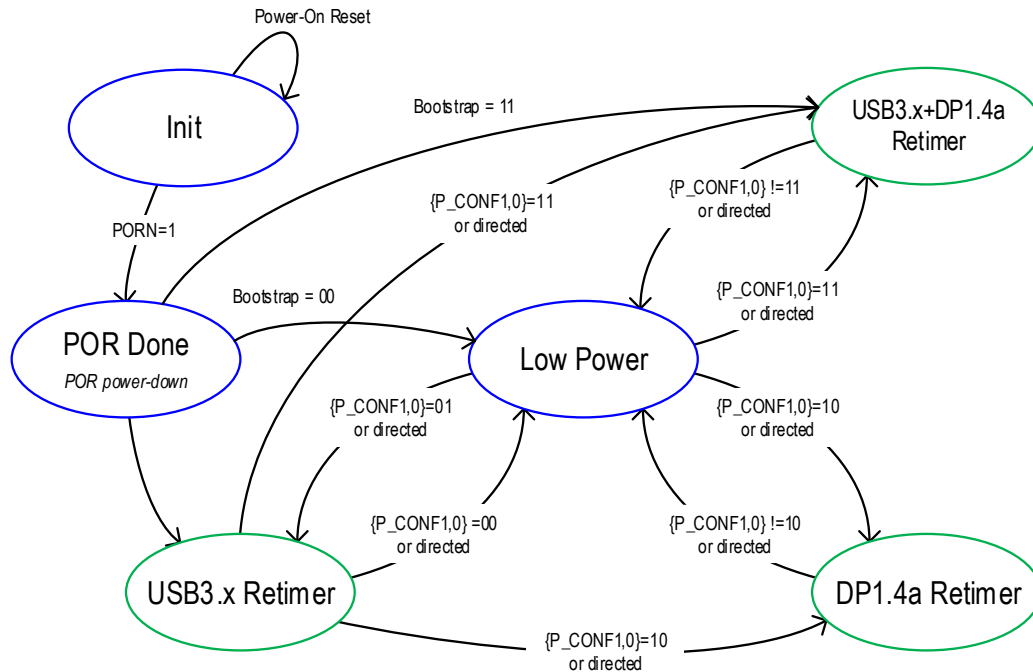 Power-On Reset
Init
Bootstrap = 11
USB3.x+DP1.4a
Retimer
{P_CONF1,0} !=11
or directed
{P_CONF1,0}=11
or directed
PORN=1
{P_CONF1,0}=11
or directed
Bootstrap = 00
POR Done
POR power-down
Low Power
{P_CONF1,0}=01
or directed
{P_CONF1,0}=10
or directed
{P_CONF1,0} =00
or directed
{P_CONF1,0} !=10
or directed
USB3.x Retimer
DP1.4a Retimer
{P_CONF1,0}=10
or directed